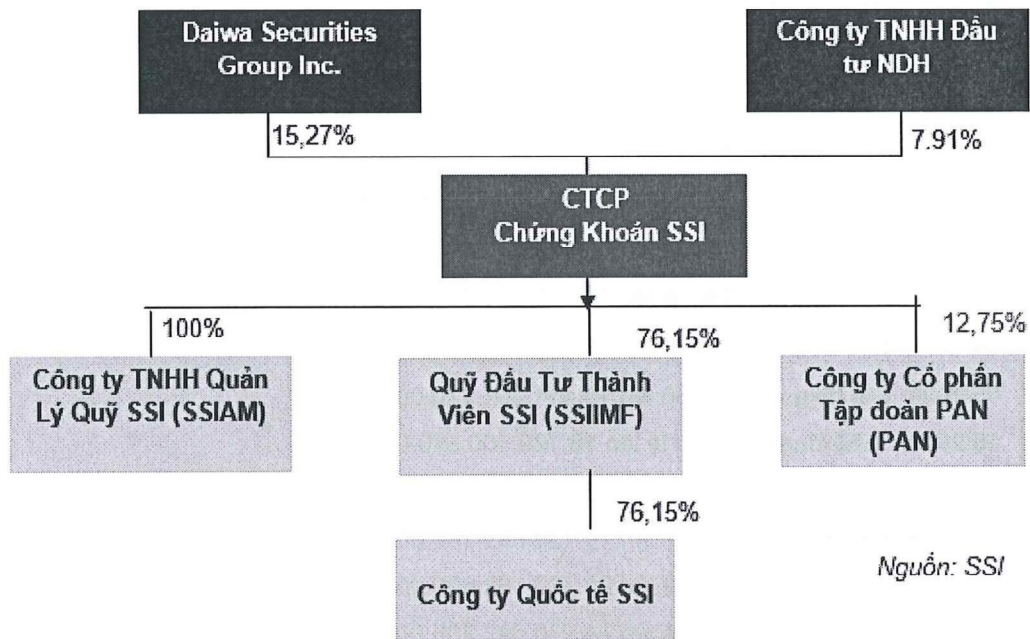 Daiwa Securities
Group Inc.
Công ty TNHH Đầu
tư NDH
15,27%
7.91%
CTCP
Chứng Khoán SSI
100%
76,15%
12,75%
Công ty TNHH Quản
Lý Quỹ SSI (SSIAM)
Quỹ Đầu Tư Thành
Viên SSI (SSIIMF)
Công ty Cổ phần
Tập đoàn PAN
(PAN)
76,15%
Công ty Quốc tế SSI
Nguồn: SSI